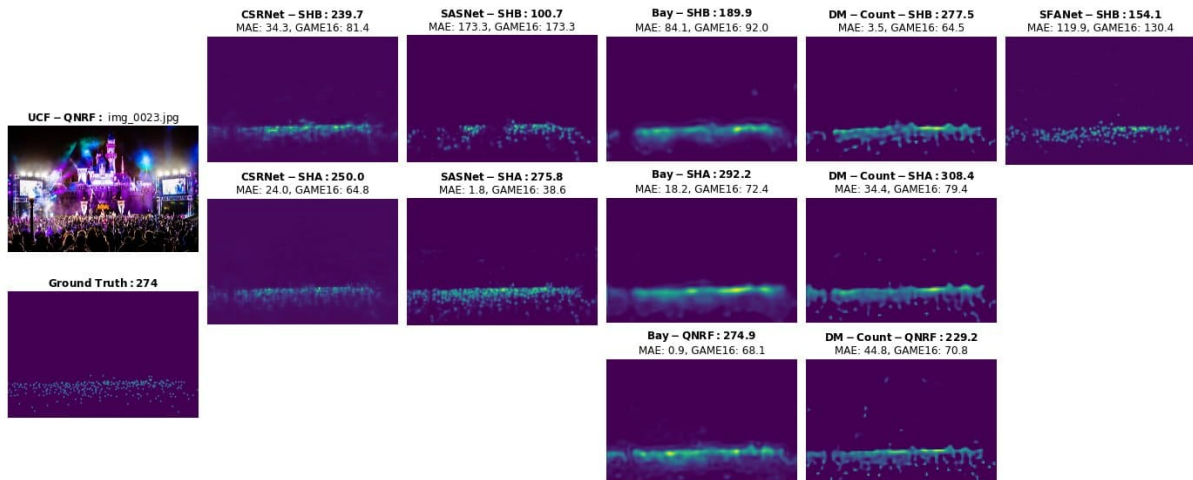 CSRNet-SHB: 239.7
MAE: 34.3, GAME16: 81.4
SASNet-SHB: 100.7
MAE: 173.3, GAME16: 173.3
Bay-SHB: 189.9
MAE: 84.1, GAME16: 92.0
DM-Count-SHB: 277.5
MAE: 3.5, GAME16: 64.5
SFANet-SHB: 154.1
MAE: 119.9, GAME16: 130.4
UCF-QNRF: img_0023.jpg
CSRNet-SHA: 250.0
MAE: 24.0, GAME16: 64.8
SASNet-SHA: 275.8
MAE: 1.8, GAME16: 38.6
Bay-SHA: 292.2
MAE: 18.2, GAME16: 72.4
DM-Count-SHA: 308.4
MAE: 34.4, GAME16: 79.4
Ground Truth: 274
Bay-QNRF: 274.9
MAE: 0.9, GAME16: 68.1
DM-Count-QNRF: 229.2
MAE: 44.8, GAME16: 70.8